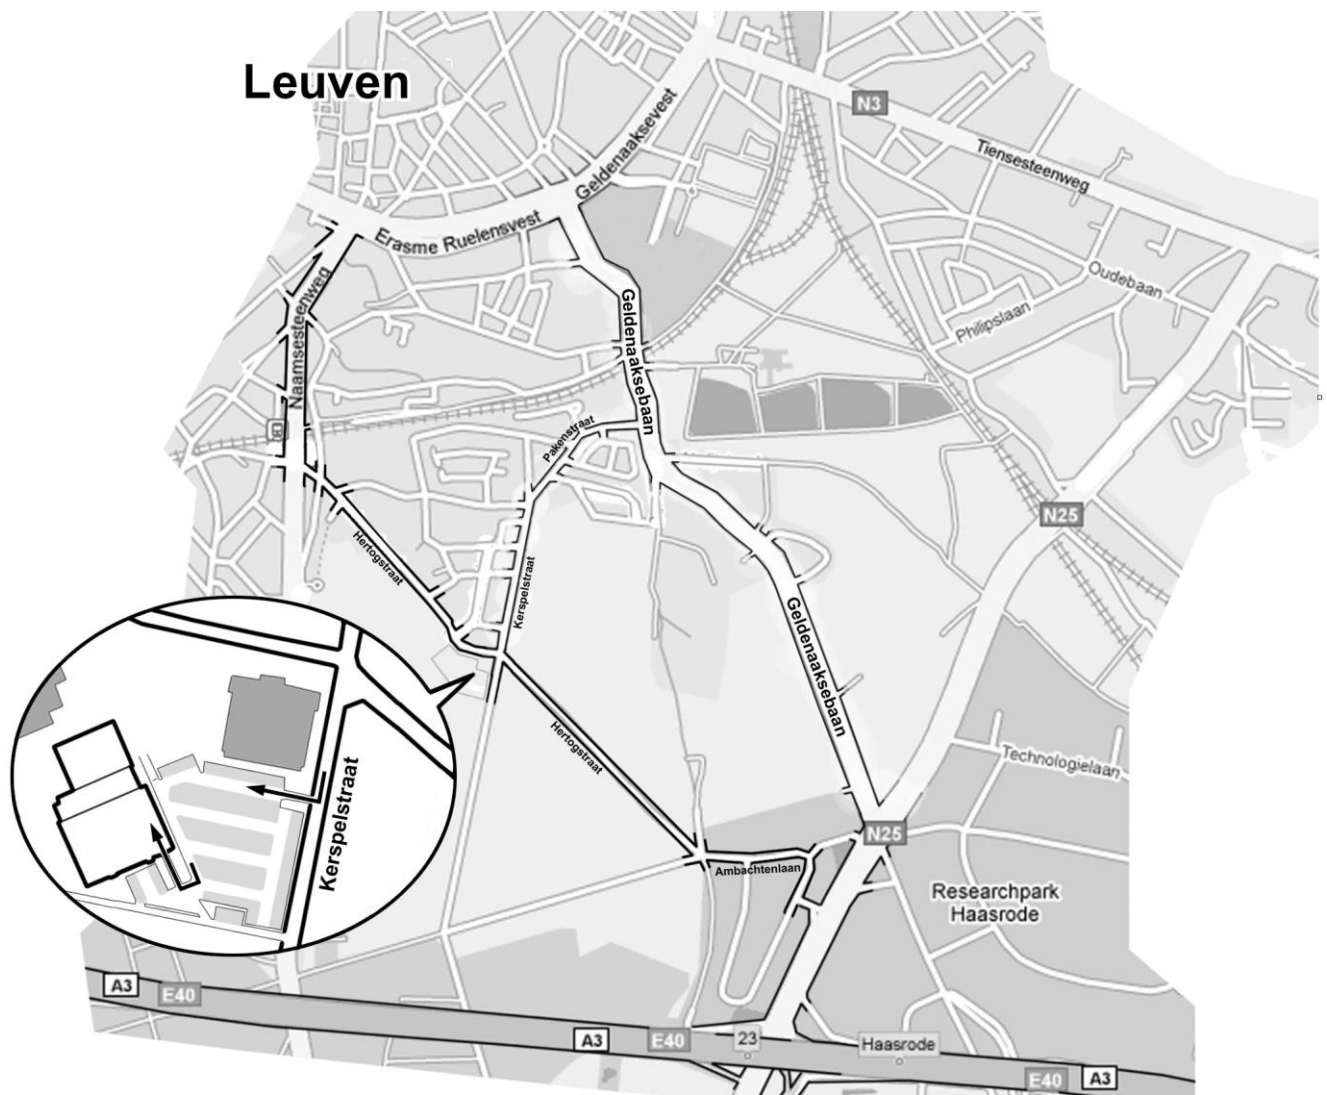 Leuven
N3
Geldenaaksevest
Tiensesteenweg
Erasme Ruelensvest
Oudebaan
Naamsesteenweg
Geldenaaksebaan
Philipslaan
Pakenstraat
N25
Hertogstraat
Kerspelstraat
Geldenaaksebaan
Hertogstraat
Technologielaan
Kerspelstraat
N25
Ambachtenlaan
Researchpark
Haasrode
A3
E40
A3
E40
23
Haasrode
E40
A3